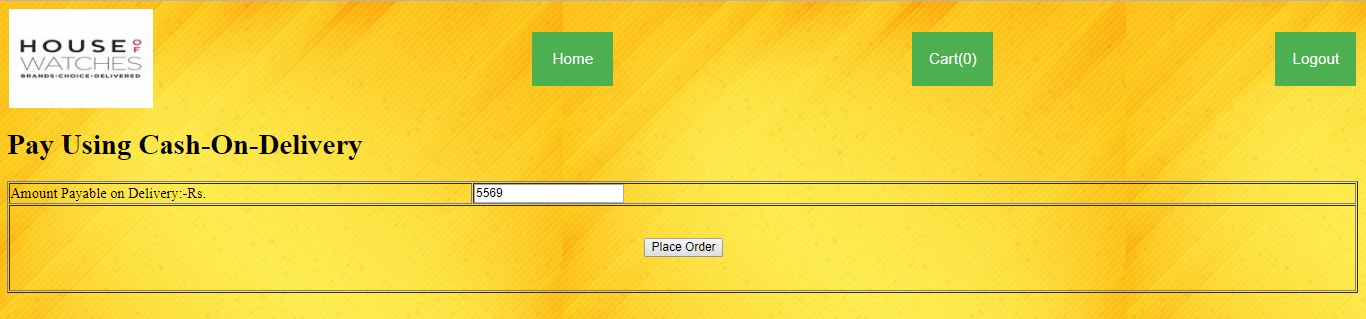 HOUSE OF
WATCHES
BRANDS•CHOICE•DELIVERED
Home
Cart(0)
Logout
Pay Using Cash-On-Delivery
Amount Payable on Delivery:-Rs. 5569
Place Order